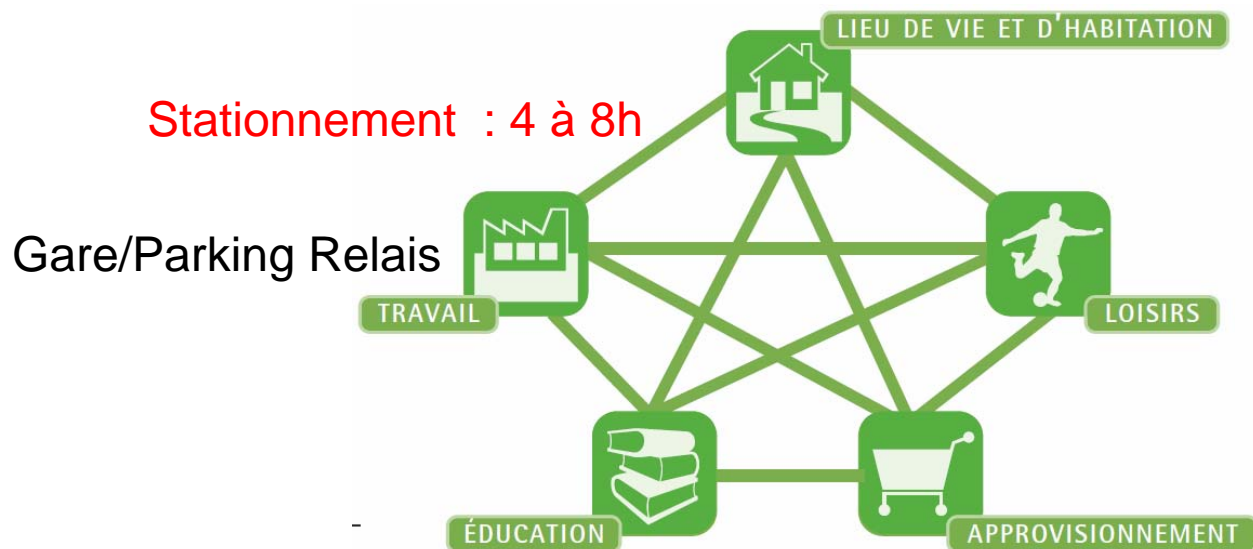 LIEU DE VIE ET D'HABITATION
Stationnement : 4 à 8h
Gare/Parking Relais
TRAVAIL
LOISIRS
ÉDUCATION
APPROVISIONNEMENT